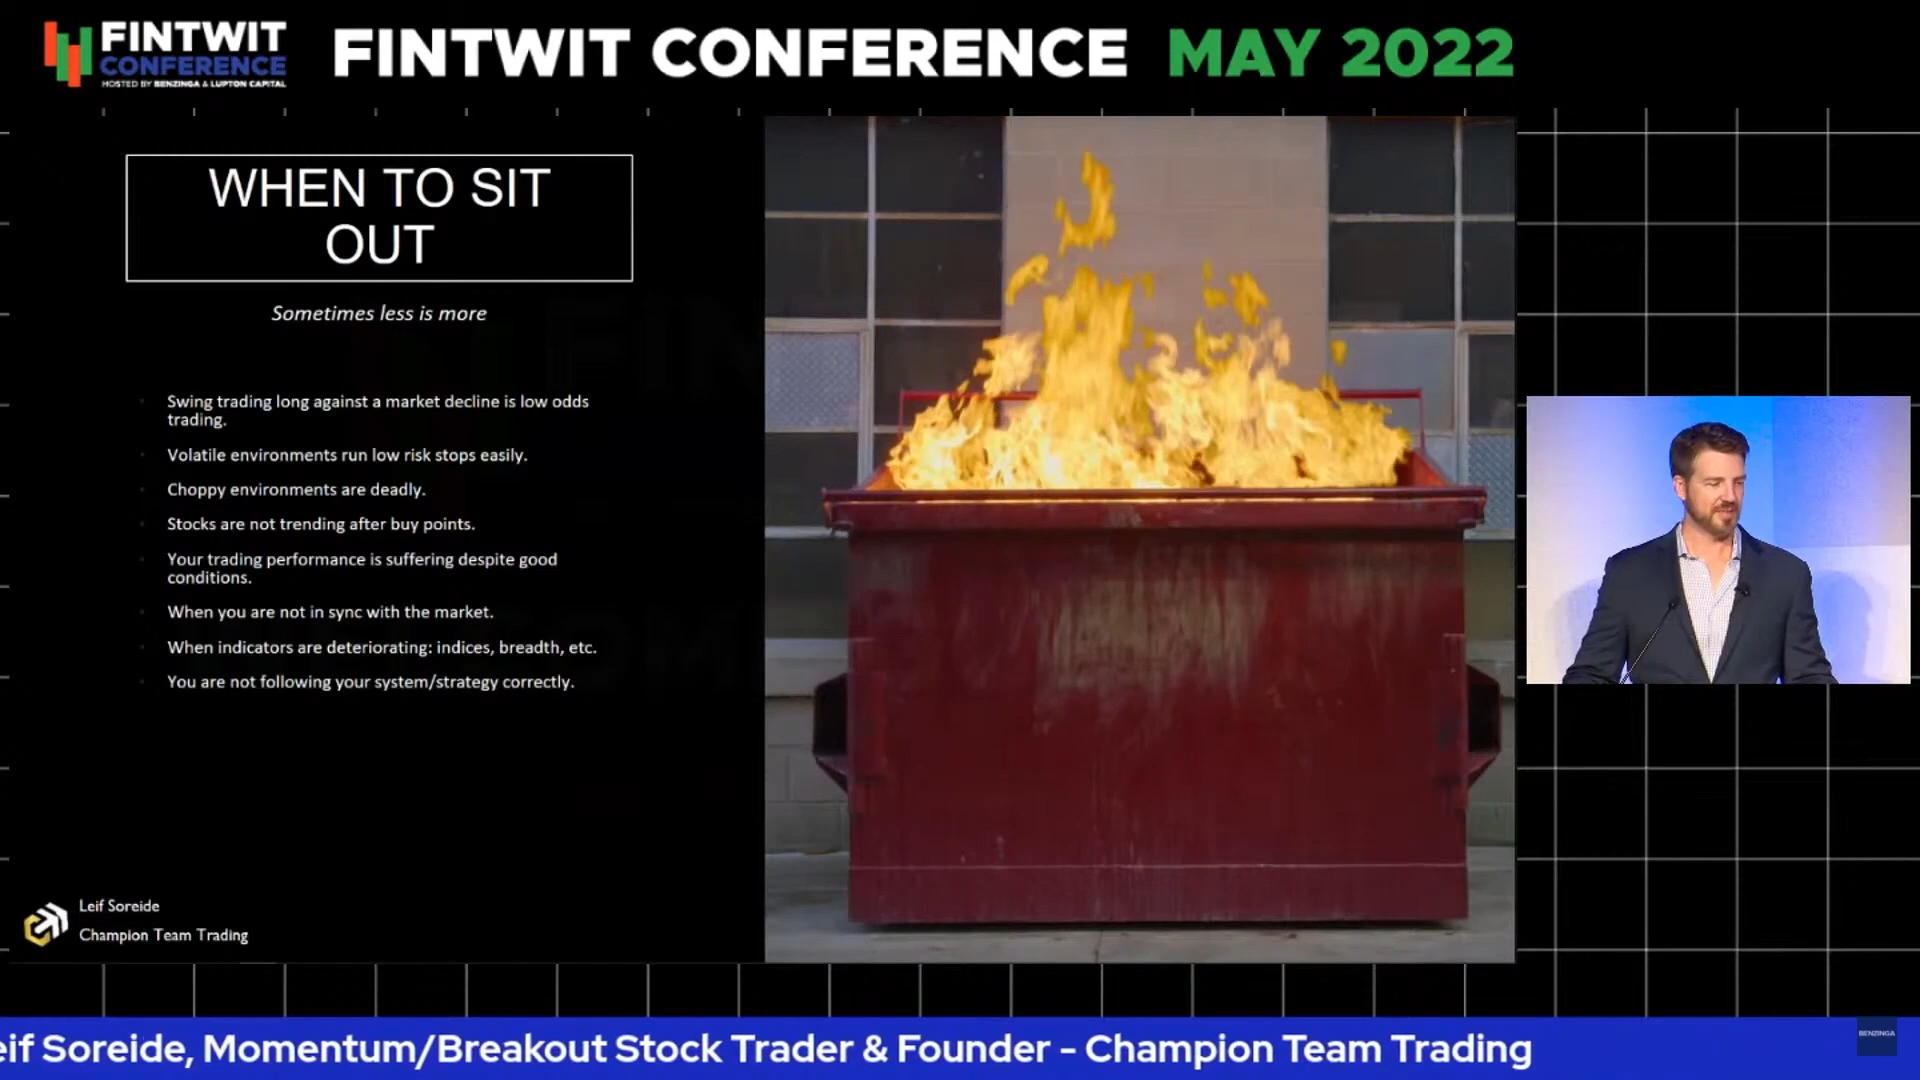 FINTWIT
CONFERENCE
HOSTED BY BENZINGA & LUPTON CAPITAL
FINTWIT CONFERENCE MAY 2022
WHEN TO SIT
OUT
Sometimes less is more
Swing trading long against a market decline is low odds
trading.
Volatile environments run low risk stops easily.
Choppy environments are deadly.
Stocks are not trending after buy points.
Your trading performance is suffering despite good
conditions.
When you are not in sync with the market.
When indicators are deteriorating: indices, breadth, etc.
You are not following your system/strategy correctly.
Leif Soreide
Champion Team Trading
eif Soreide, Momentum/Breakout Stock Trader & Founder - Champion Team Trading
BENZINGA